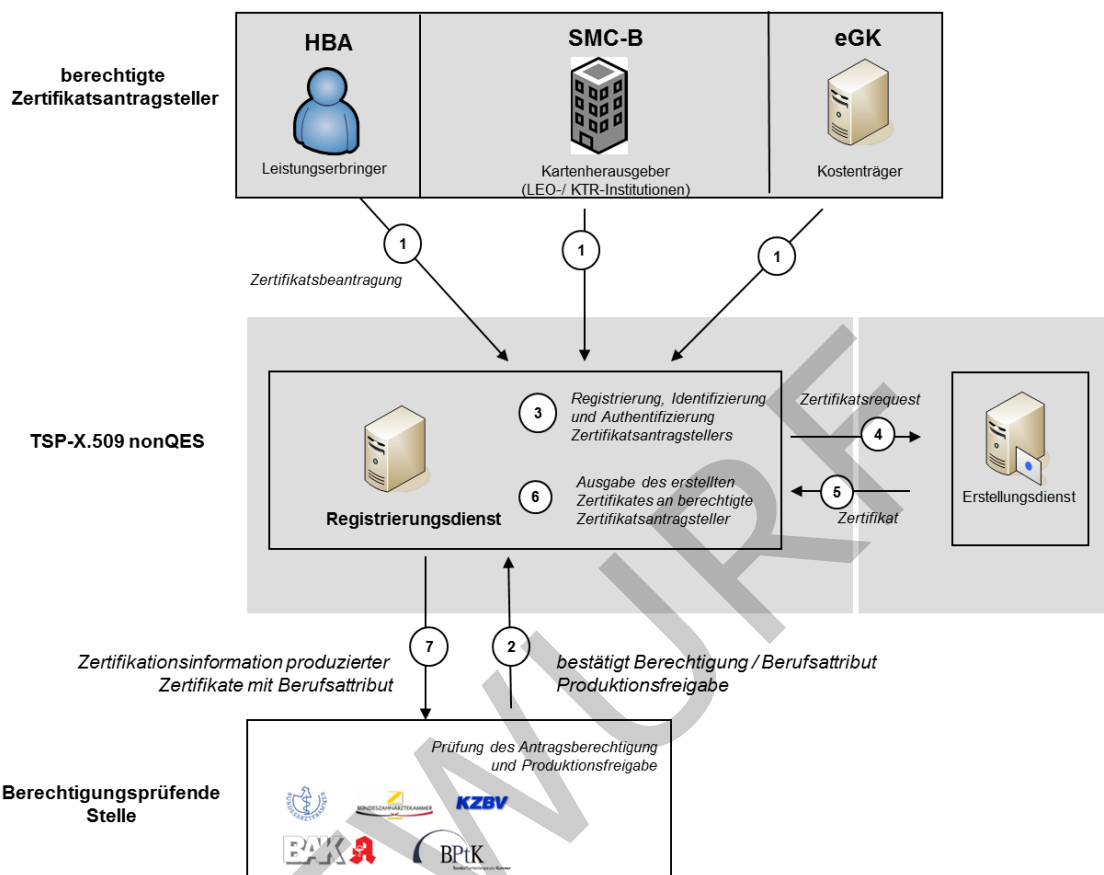 HBA
SMC-B
eGK
berechtigte
Zertifikatsantragsteller
Leistungserbringer
Kartenherausgeber
(LEO-/ KTR-Institutionen)
Kostenträger
1
1
1
Zertifikatsbeantragung
TSP-X.509 nonQES
3
Registrierung, Identifizierung
und Authentifizierung
Zertifikatsantragstellers
6
Ausgabe des erstellten
Zertifikates an berechtigte
Zertifikatsantragsteller
Registrierungsdienst
Zertifikatsrequest
4
5
Zertifikat
Erstellungsdienst
7
2
Zertifikationsinformation produzierter
Zertifikate mit Berufsattribut
bestätigt Berechtigung / Berufsattribut
Produktionsfreigabe
Berechtigungsprüfende
Stelle
Prüfung des Antragsberechtigung
und Produktionsfreigabe
BUNDESÄRZTEKAMMER
BUNDESZAHNÄRZTEKAMMER
KZBV
BAK
BPtK
TWURF